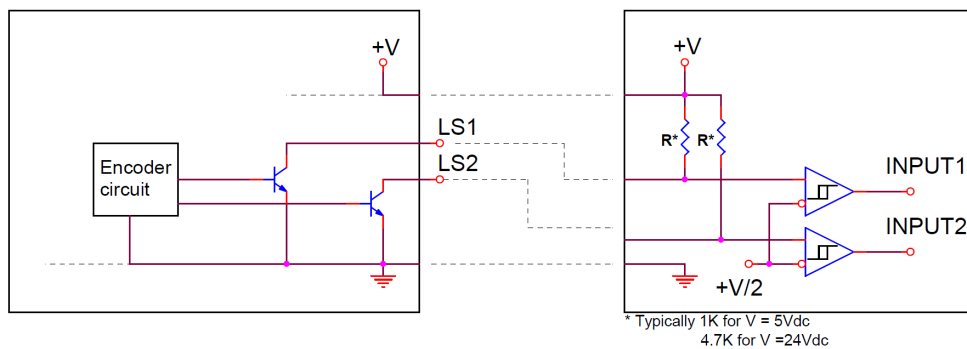 +V
+V
LS1
R*
R*
LS2
Encoder
circuit
INPUT1
INPUT2
+V/2
* Typically 1K for V = 5Vdc
4.7K for V =24Vdc